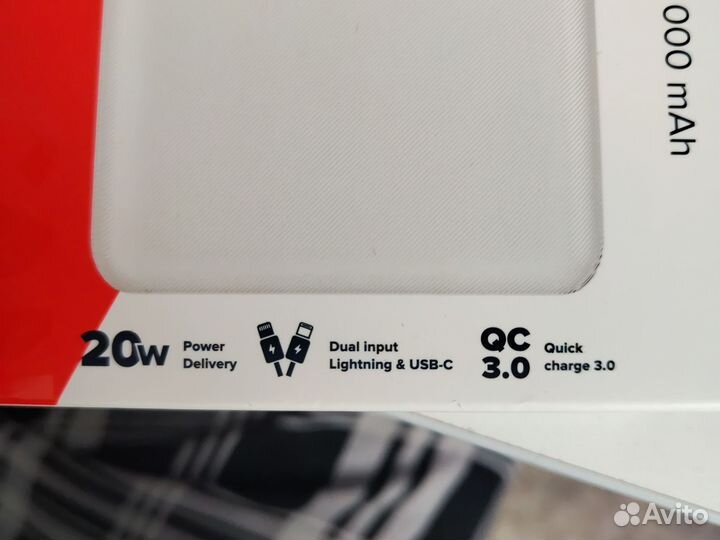 000 mAh
20W
Power
Delivery
Dual input
Lightning & USB-C
QC
3.0
Quick
charge 3.0
Avito